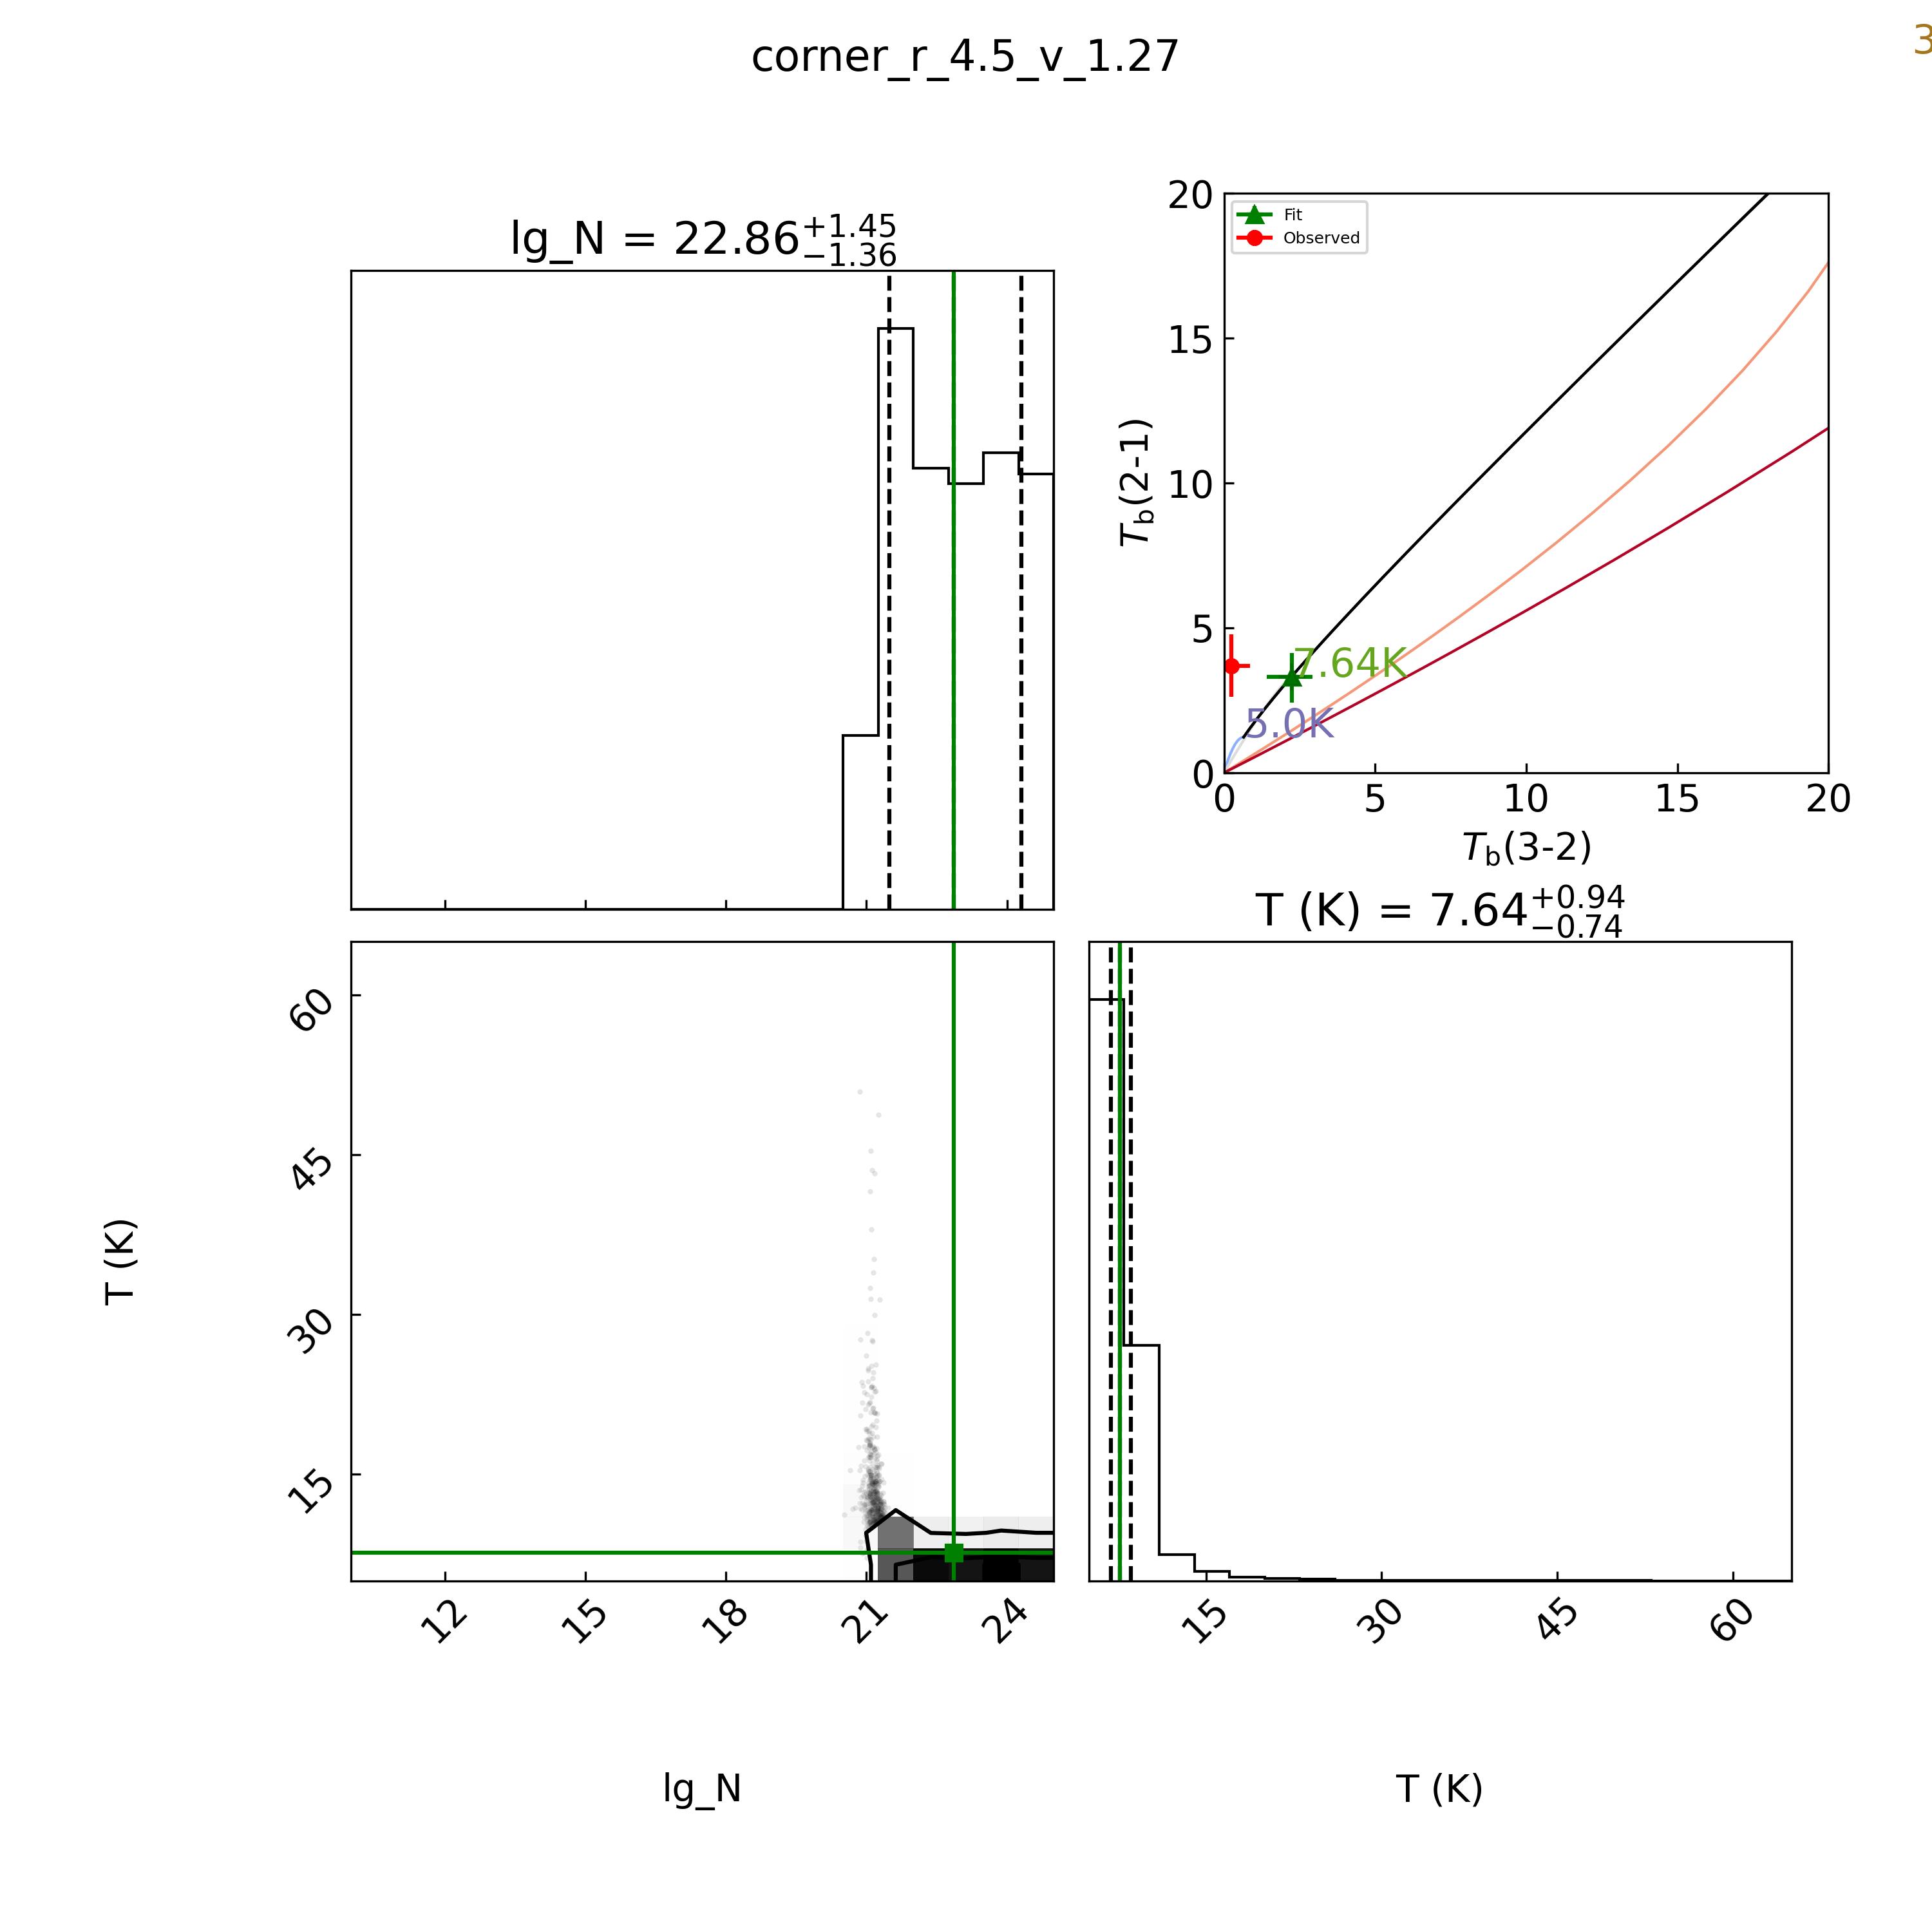 corner_r_4.5_v_1.27
3
lg_N = 22.86+1.45−1.36
20
15
10
5
0
Tb(2-1)
Fit
Observed
7.64K
5.0K
0 5 10 15 20
Tb(3-2)
T (K) = 7.64+0.94−0.74
60
45
30
15
T (K)
12 15 18 21 24
lg_N
15 30 45 60
T (K)